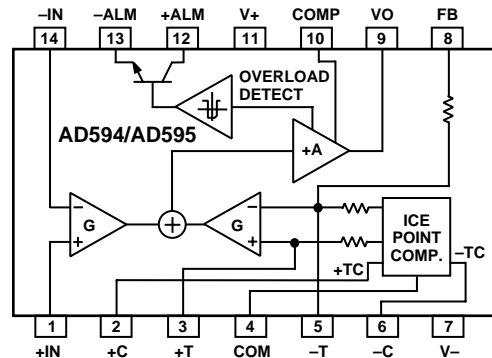 –IN –ALM +ALM V+ COMP VO FB
14 13 12 11 10 9 8
OVERLOAD
DETECT
AD594/AD595
+A
– – ICE
G G POINT
+ + COMP.
–TC
+TC
1 2 3 4 5 6 7
+IN +C +T COM –T –C V–